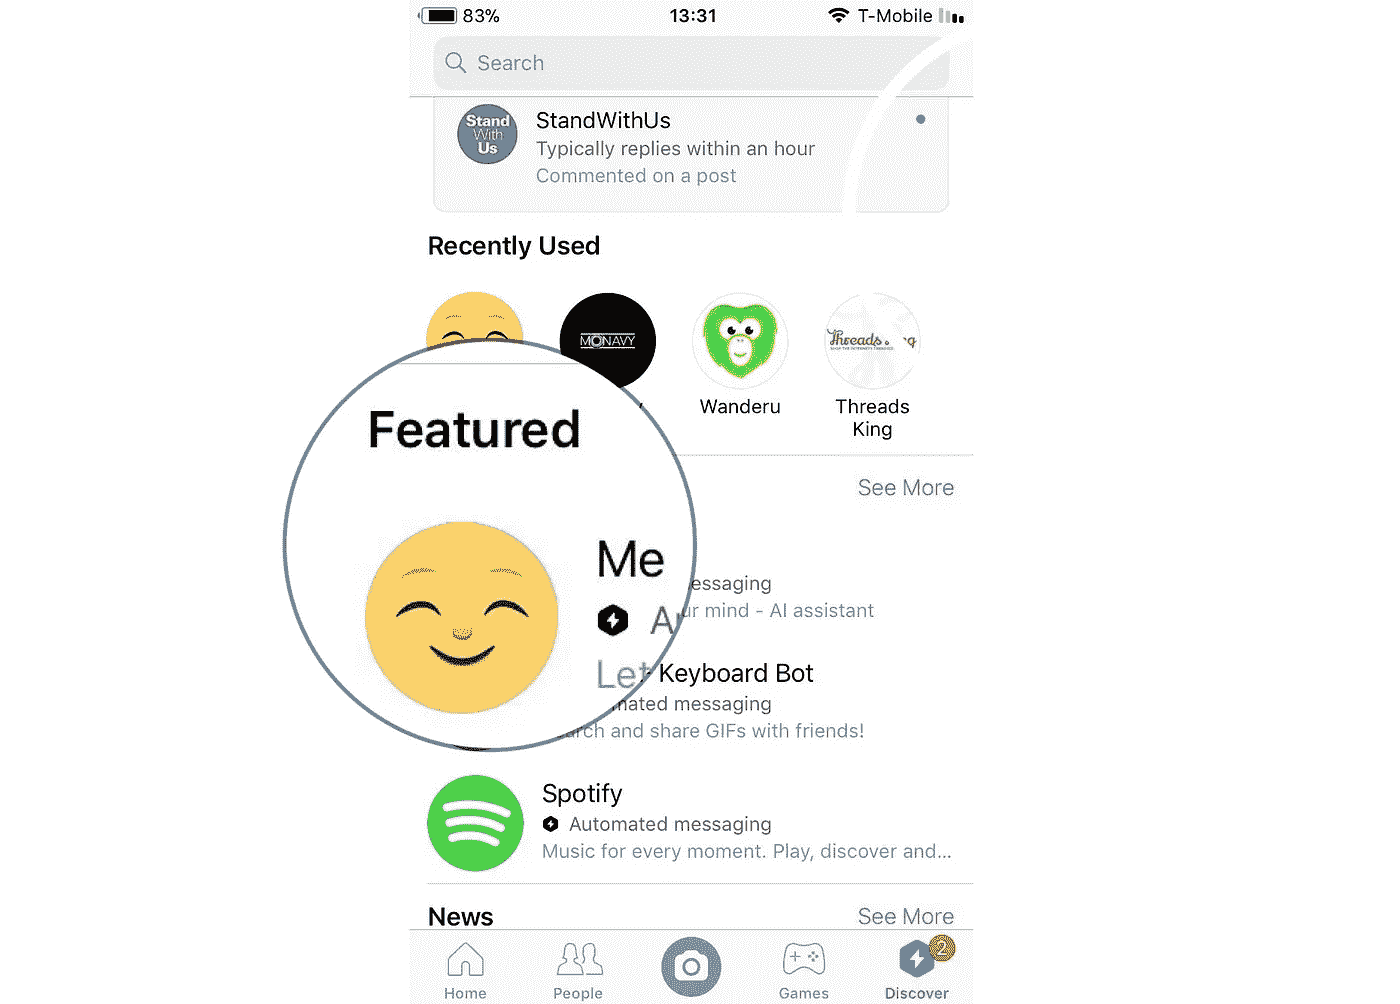 83%
13:31
T-Mobile
Search
Stand
With
Us
StandWithUs
Typically replies within an hour
Commented on a post
Recently Used
MONAVY
Threads.
Wanderu
Threads
King
Featured
See More
Me
essaging
ur mind - AI assistant
Let
Keyboard Bot
mated messaging
arch and share GIFs with friends!
Spotify
Automated messaging
Music for every moment. Play, discover and...
News
See More
2
Home
People
Games
Discover